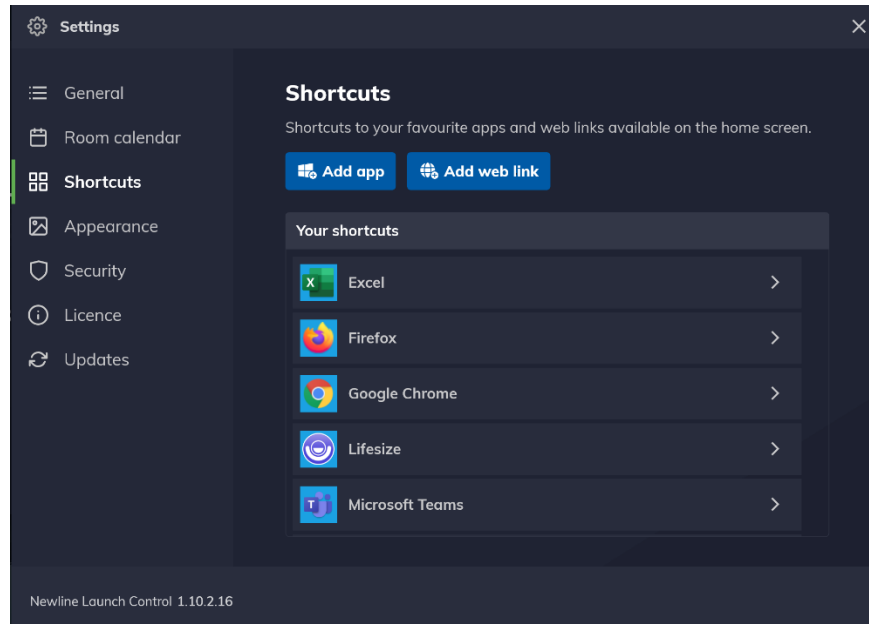 Settings
General
Room calendar
Shortcuts
Appearance
Security
Licence
Updates
Shortcuts
Shortcuts to your favourite apps and web links available on the home screen.
Add app
Add web link
Your shortcuts
Excel
Firefox
Google Chrome
Lifesize
Microsoft Teams
Newline Launch Control 1.10.2.16